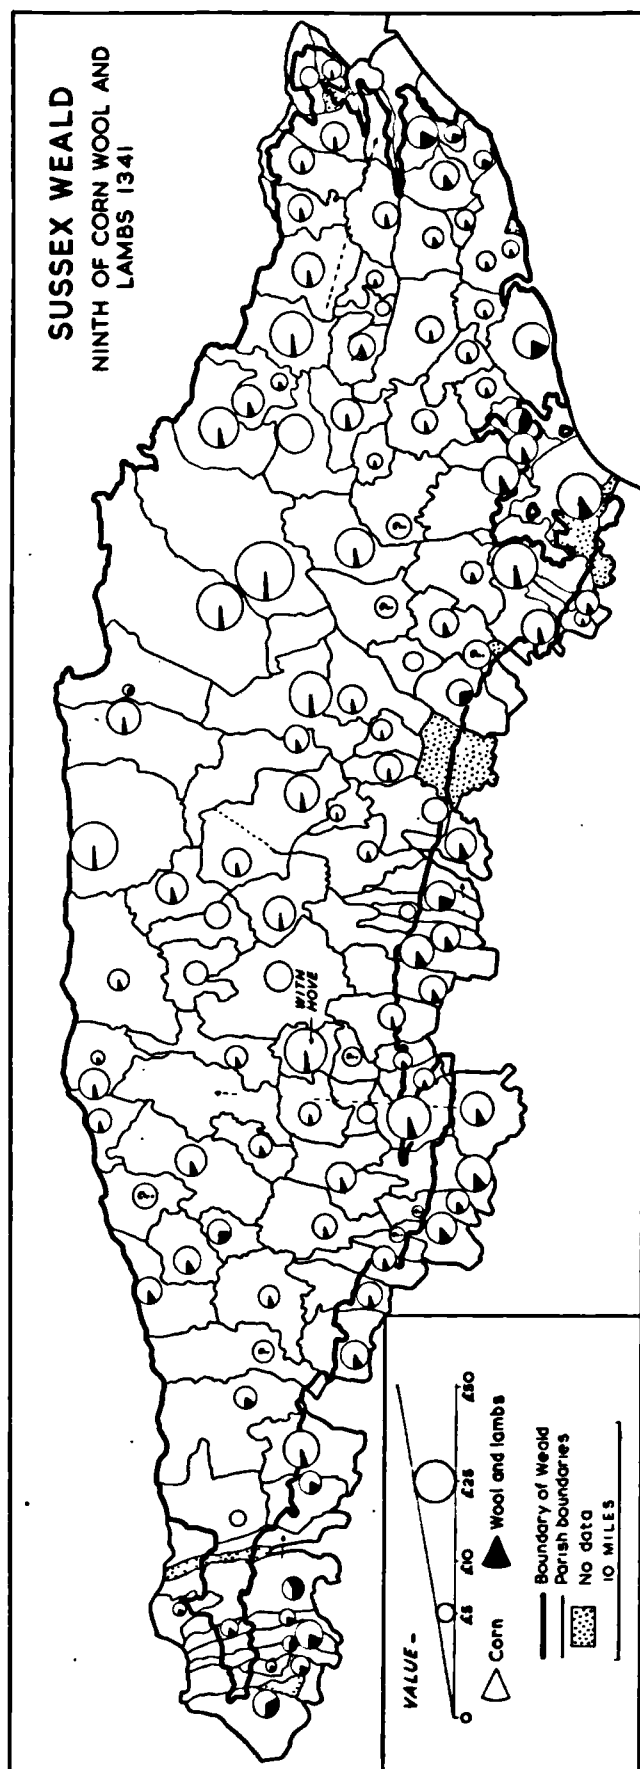 SUSSEX WEALD
NINTH OF CORN WOOL AND
LAMBS 1341
WITH
HOVE
?
?
?
?
?
?
VALUE –
0
£5
£10
£25
£50
Corn
Wool and lambs
Boundary of Weald
Parish boundaries
No data
10 MILES